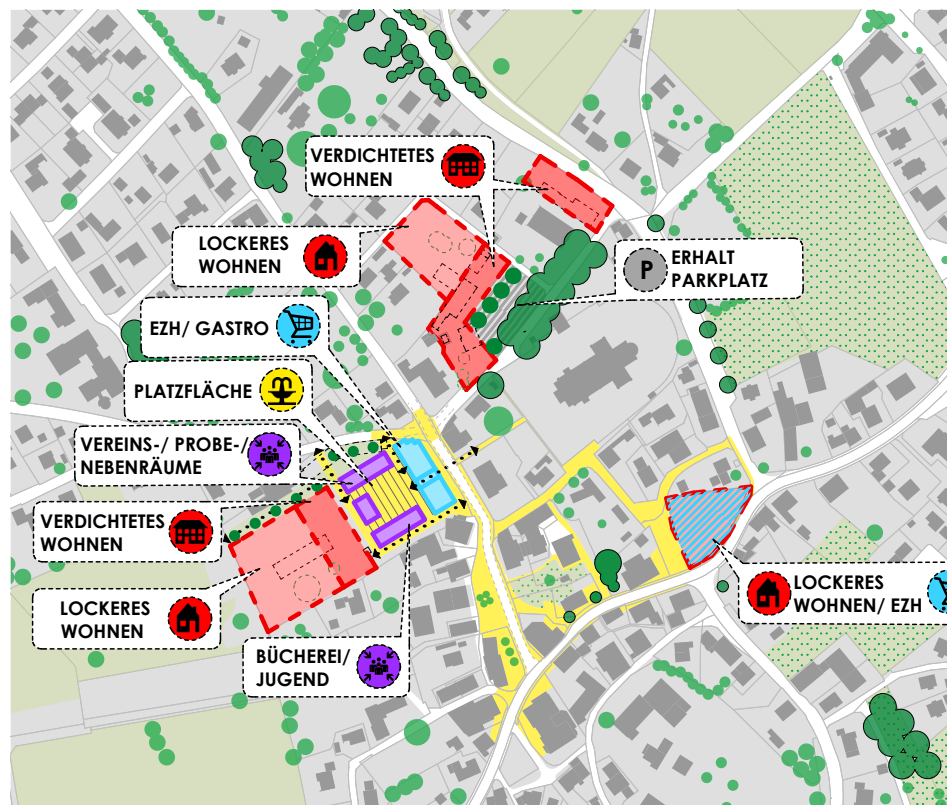 VERDICHTETES
WOHNEN
LOCKERES
WOHNEN
P
ERHALT
PARKPLATZ
EZH/ GASTRO
PLATZFLÄCHE
VEREINS-/ PROBE-/
NEBENRÄUME
VERDICHTETES
WOHNEN
LOCKERES
WOHNEN
LOCKERES
WOHNEN/ EZH
BÜCHEREI/
JUGEND